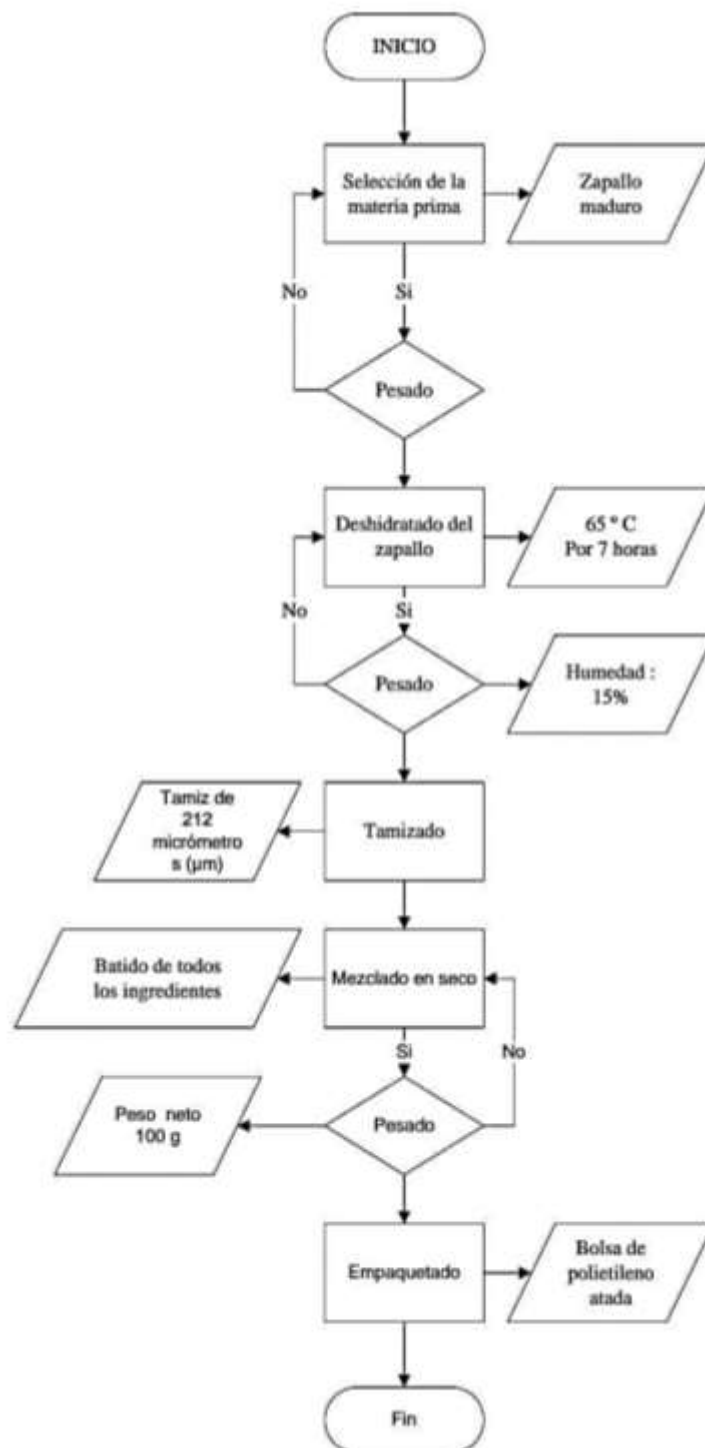 INICIO
Selección de la
materia prima
Zapallo
maduro
No
Si
Pesado
Deshidratado del
zapallo
65 º C
Por 7 horas
No
Si
Pesado
Humedad :
15%
Tamiz de
212
micrómetro
s (µm)
Tamizado
Batido de todos
los ingredientes
Mezclado en seco
Si
No
Peso neto
100 g
Pesado
Empaquetado
Bolsa de
polietileno
atada
Fin